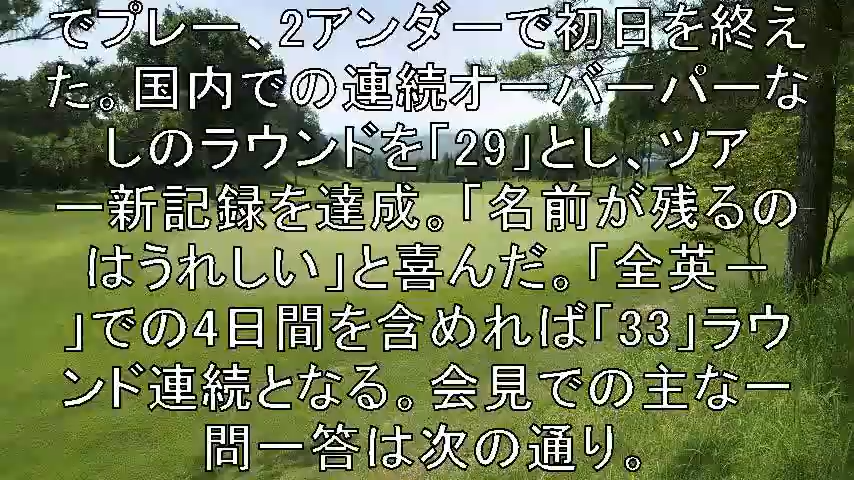 でプレー、2アンダーで初日を終え
た。国内での連続オーバーパーな
しのラウンドを「29」とし、ツア
ー新記録を達成。「名前が残るの
はうれしい」と喜んだ。「全英ー
」での4日間を含めれば「33」ラウ
ンド連続となる。会見での主な一
問一答は次の通り。